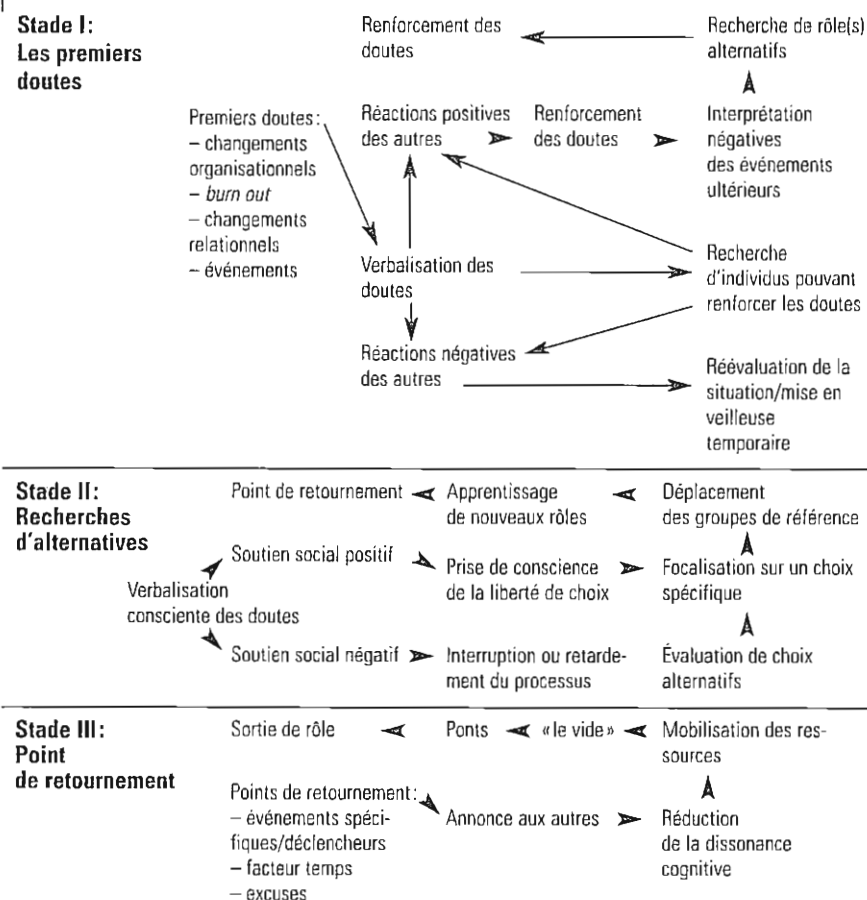 Stade I:
Les premiers
doutes
Renforcement des
doutes
Recherche de rôle(s)
alternatifs
Premiers doutes:
– changements
organisationnels
– burn out
– changements
relationnels
– événements
Réactions positives
des autres
Renforcement
des doutes
Interprétation
négatives
des événements
ultérieurs
Verbalisation des
doutes
Recherche
d'individus pouvant
renforcer les doutes
Réactions négatives
des autres
Réévaluation de la
situation/mise en
veilleuse
temporaire
Stade II:
Recherches
d'alternatives
Point de retournement
Apprentissage
de nouveaux rôles
Déplacement
des groupes de référence
Verbalisation
consciente des doutes
Soutien social positif
Prise de conscience
de la liberté de choix
Focalisation sur un choix
spécifique
Soutien social négatif
Interruption ou retarde-
ment du processus
Évaluation de choix
alternatifs
Stade III:
Point
de retournement
Sortie de rôle
Ponts
«le vide»
Mobilisation des res-
sources
Points de retournement:
– événements spéci-
fiques/déclencheurs
– facteur temps
– excuses
Annonce aux autres
Réduction
de la dissonance
cognitive